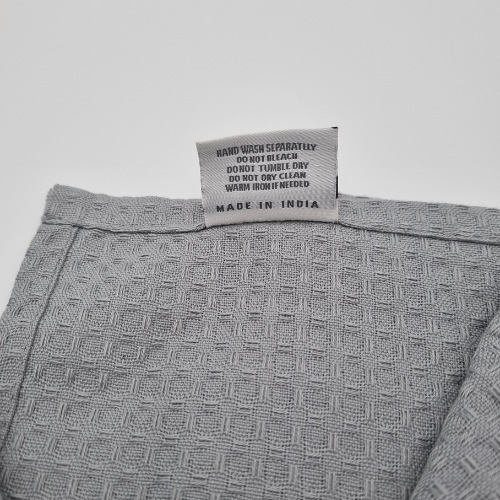 HAND WASH SEPARATELY
DO NOT BLEACH
DO NOT TUMBLE DRY
DO NOT DRY CLEAN
WARM IRON IF NEEDED
MADE IN INDIA